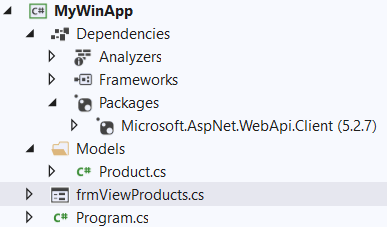 C# MyWinApp
Dependencies
Analyzers
Frameworks
Packages
Microsoft.AspNet.WebApi.Client (5.2.7)
Models
C# Product.cs
frmViewProducts.cs
C# Program.cs